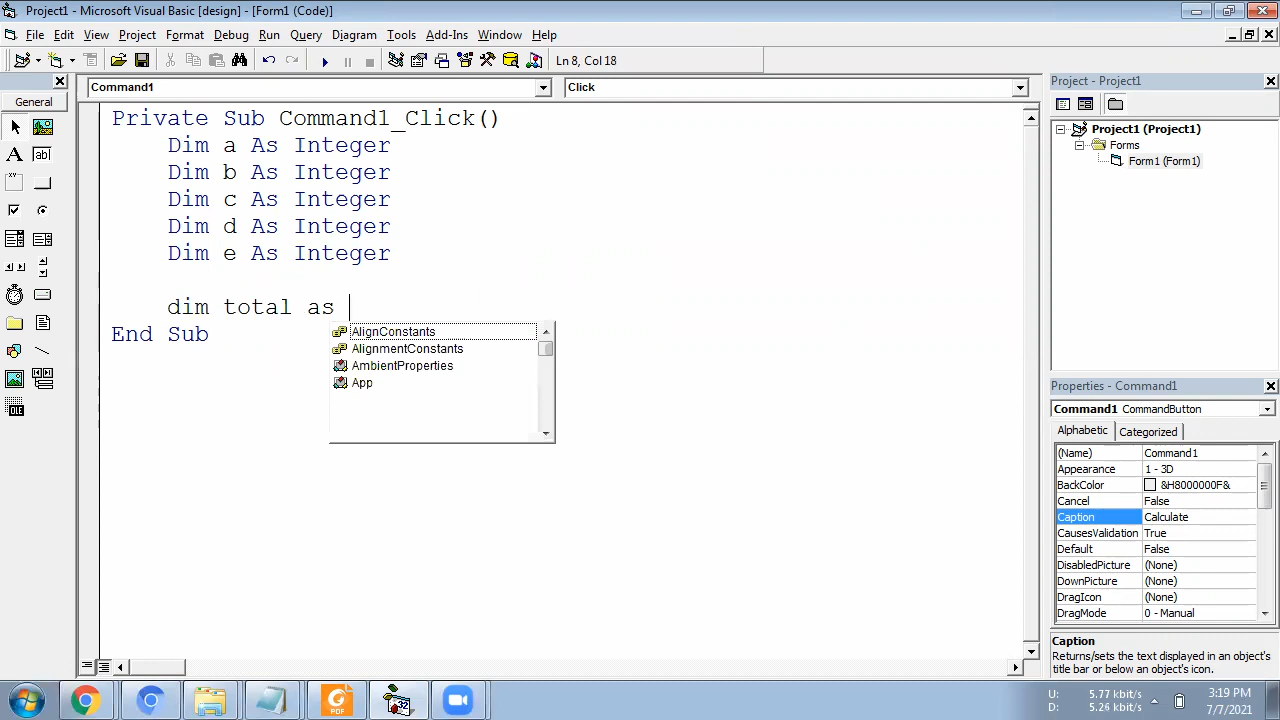 Project1 - Microsoft Visual Basic [design] - [Form1 (Code)]
File Edit View Project Format Debug Run Query Diagram Tools Add-Ins Window Help
Ln 8, Col 18
General
Command1
Click
Private Sub Command1_Click()
Dim a As Integer
Dim b As Integer
Dim c As Integer
Dim d As Integer
Dim e As Integer
dim total as
End Sub
AlignConstants
AlignmentConstants
AmbientProperties
App
Project - Project1
Project1 (Project1)
Forms
Form1 (Form1)
Properties - Command1
Command1 CommandButton
Alphabetic Categorized
(Name) Command1
Appearance 1 - 3D
BackColor &H8000000F&
Cancel False
Caption Calculate
CausesValidation True
Default False
DisabledPicture (None)
DownPicture (None)
DragIcon (None)
DragMode 0 - Manual
Caption
Returns/sets the text displayed in an object's
title bar or below an object's icon.
A
ab
OLE
PDF
32
U: 5.77 kbit/s
D: 5.26 kbit/s
3:19 PM
7/7/2021